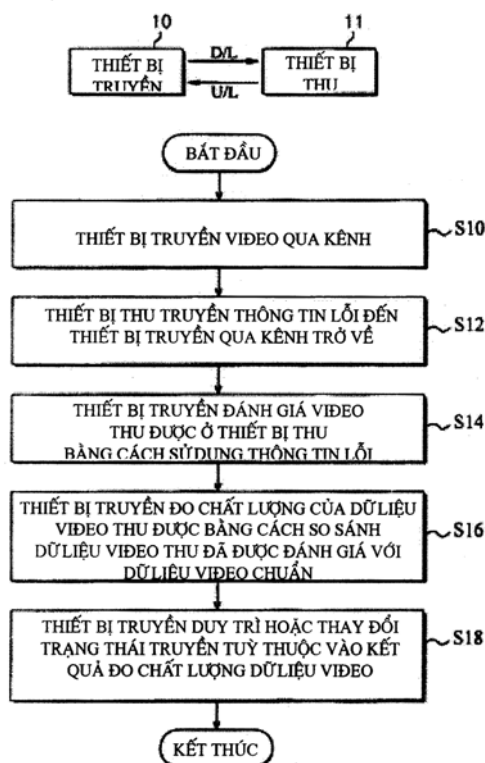 10
11
THIẾT BỊ
TRUYỀN
D/L
U/L
THIẾT BỊ
THU
BẮT ĐẦU
THIẾT BỊ TRUYỀN VIDEO QUA KÊNH
S10
THIẾT BỊ THU TRUYỀN THÔNG TIN LỖI ĐẾN
THIẾT BỊ TRUYỀN QUA KÊNH TRỞ VỀ
S12
THIẾT BỊ TRUYỀN ĐÁNH GIÁ VIDEO
THU ĐƯỢC Ở THIẾT BỊ THU
BẰNG CÁCH SỬ DỤNG THÔNG TIN LỖI
S14
THIẾT BỊ TRUYỀN ĐO CHẤT LƯỢNG CỦA DỮ LIỆU
VIDEO THU ĐƯỢC BẰNG CÁCH SO SÁNH
DỮ LIỆU VIDEO THU ĐÃ ĐƯỢC ĐÁNH GIÁ VỚI
DỮ LIỆU VIDEO CHUẨN
S16
THIẾT BỊ TRUYỀN DUY TRÌ HOẶC THAY ĐỔI
TRẠNG THÁI TRUYỀN TUỲ THUỘC VÀO KẾT
QUẢ ĐO CHẤT LƯỢNG DỮ LIỆU VIDEO
S18
KẾT THÚC